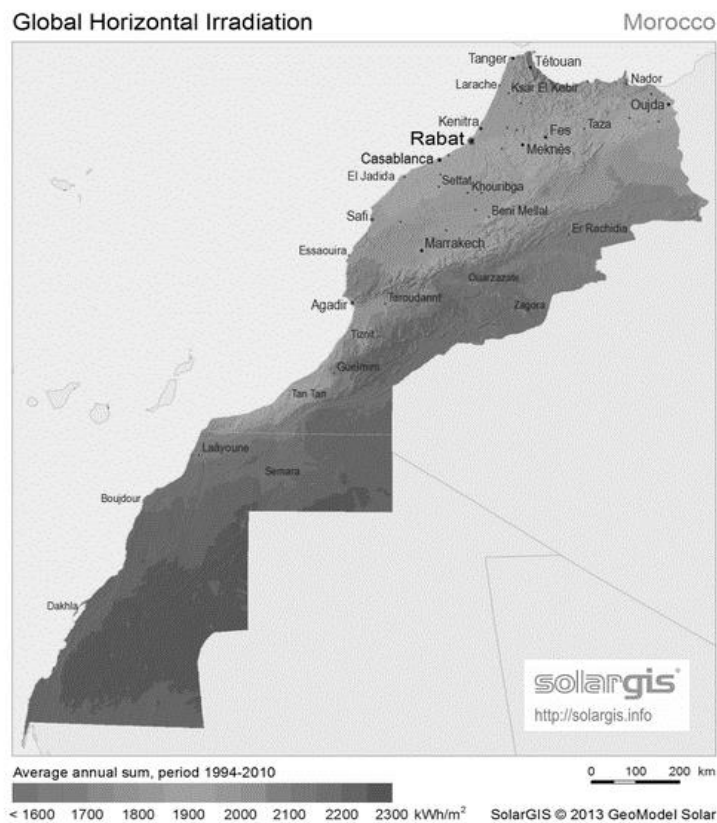 Global Horizontal Irradiation
Morocco
Tanger
Tétouan
Larache
Ksar El Kebir
Nador
Oujda
Kenitra
Fes
Taza
Rabat
Meknès
Casablanca
El Jadida
Settat
Khouribga
Safi
Beni Mellal
Er Rachidia
Essaouira
Marrakech
Ouarzazate
Agadir
Taroudannt
Zagora
Tiznit
Guelmim
Tan Tan
Laâyoune
Semara
Boujdour
Dakhla
solargis
http://solargis.info
Average annual sum, period 1994-2010
0 100 200 km
< 1600 1700 1800 1900 2000 2100 2200 2300 kWh/m²
SolarGIS © 2013 GeoModel Solar